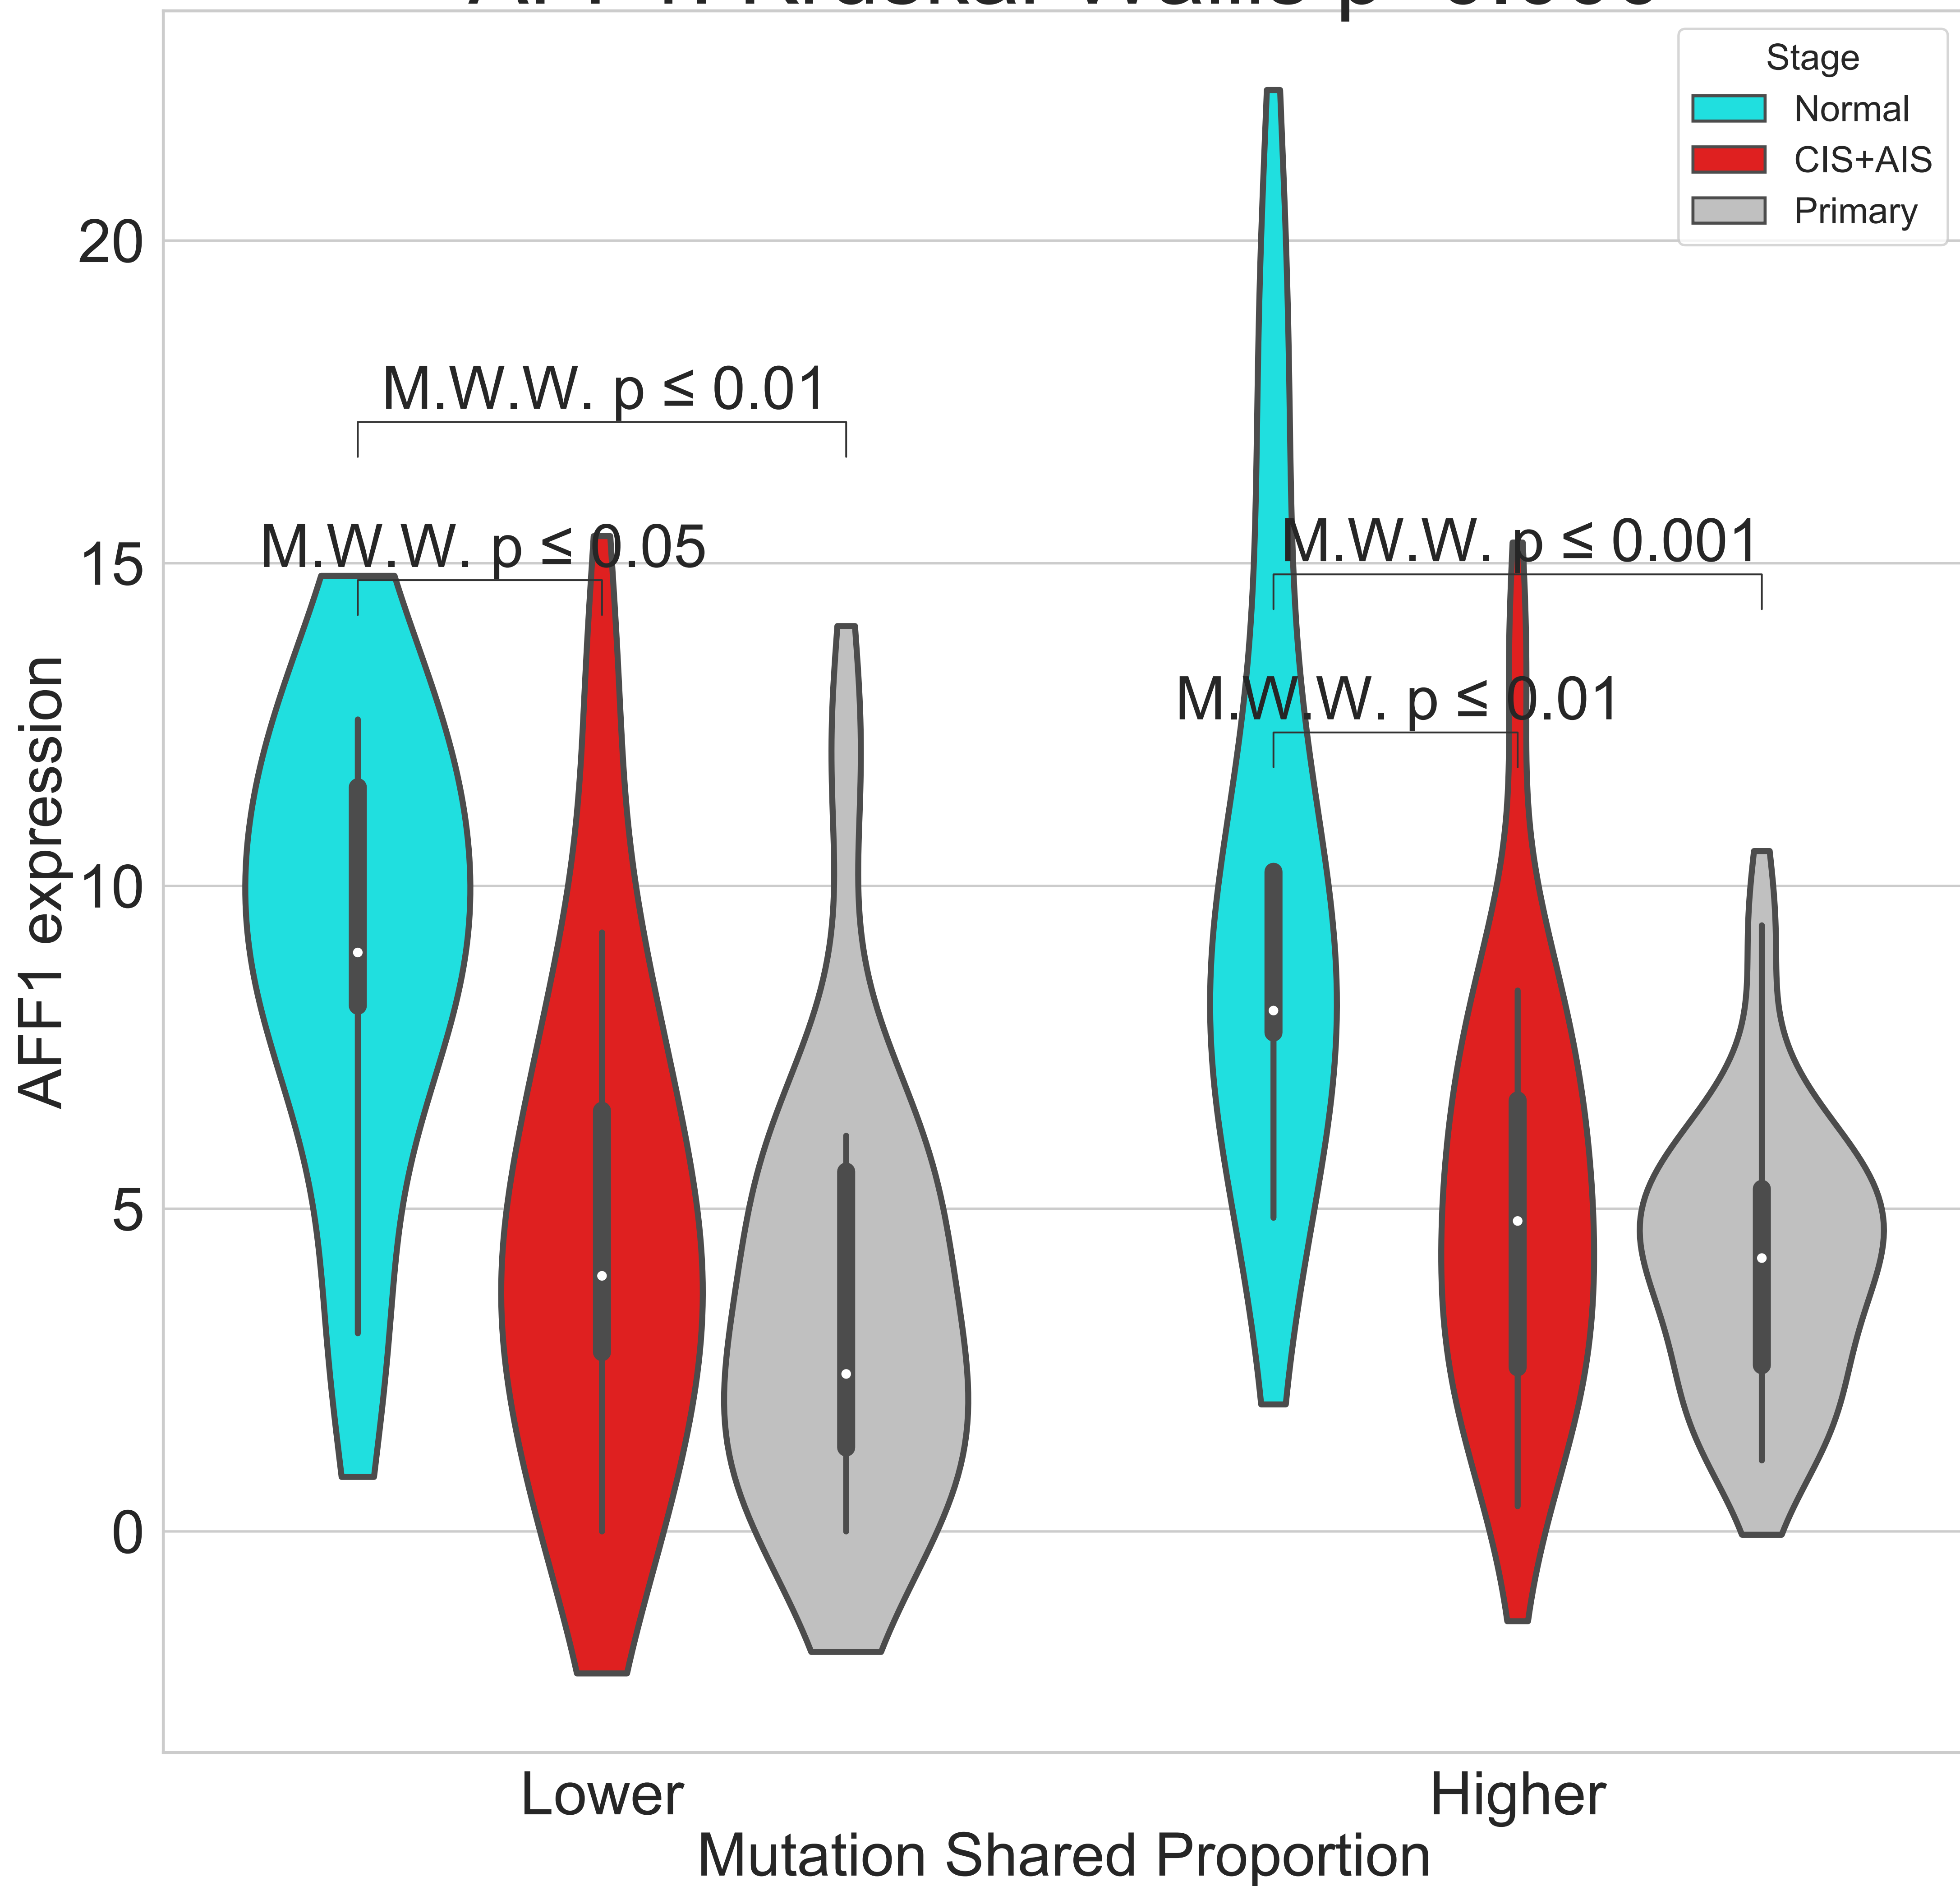 Stage
Normal
CIS+AIS
Primary
20
15
10
5
0
AFF1 expression
M.W.W. p ≤ 0.01
M.W.W. p ≤ 0.05
M.W.W. p ≤ 0.001
M.W.W. p ≤ 0.01
Lower
Higher
Mutation Shared Proportion